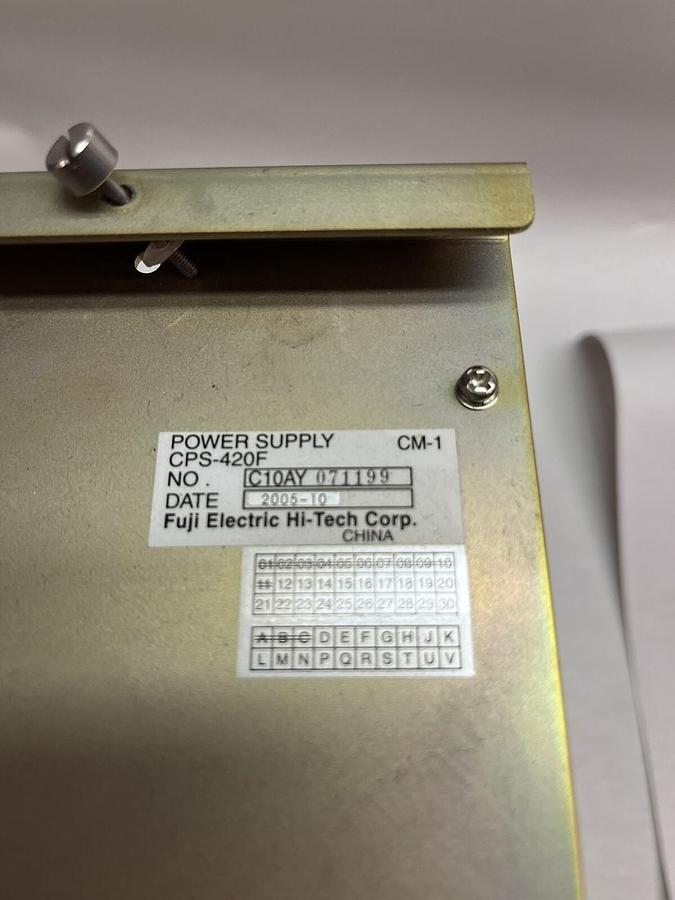 POWER SUPPLY CM-1
CPS-420F
NO. C10AY 071199
DATE 2005-10
Fuji Electric Hi-Tech Corp.
CHINA
01 02 03 04 05 06 07 08 09 10
11 12 13 14 15 16 17 18 19 20
21 22 23 24 25 26 27 28 29 30
A B C D E F G H J K
L M N P Q R S T U V